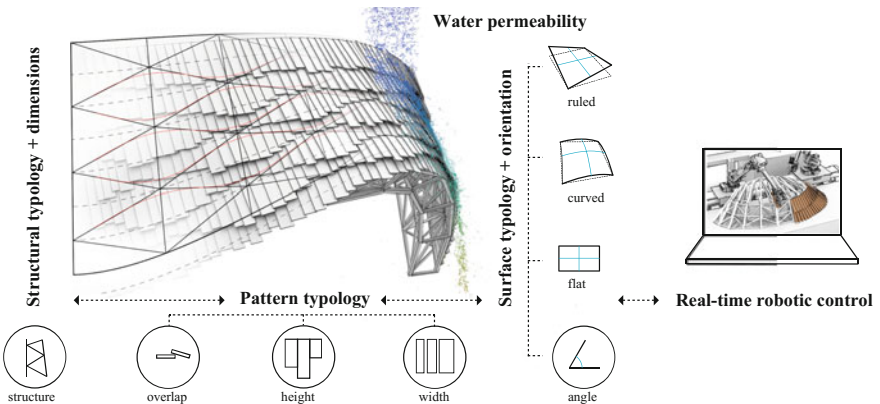 Water permeability
Structural typology + dimensions
Surface typology + orientation
ruled
curved
flat
Pattern typology
Real-time robotic control
structure
overlap
height
width
angle